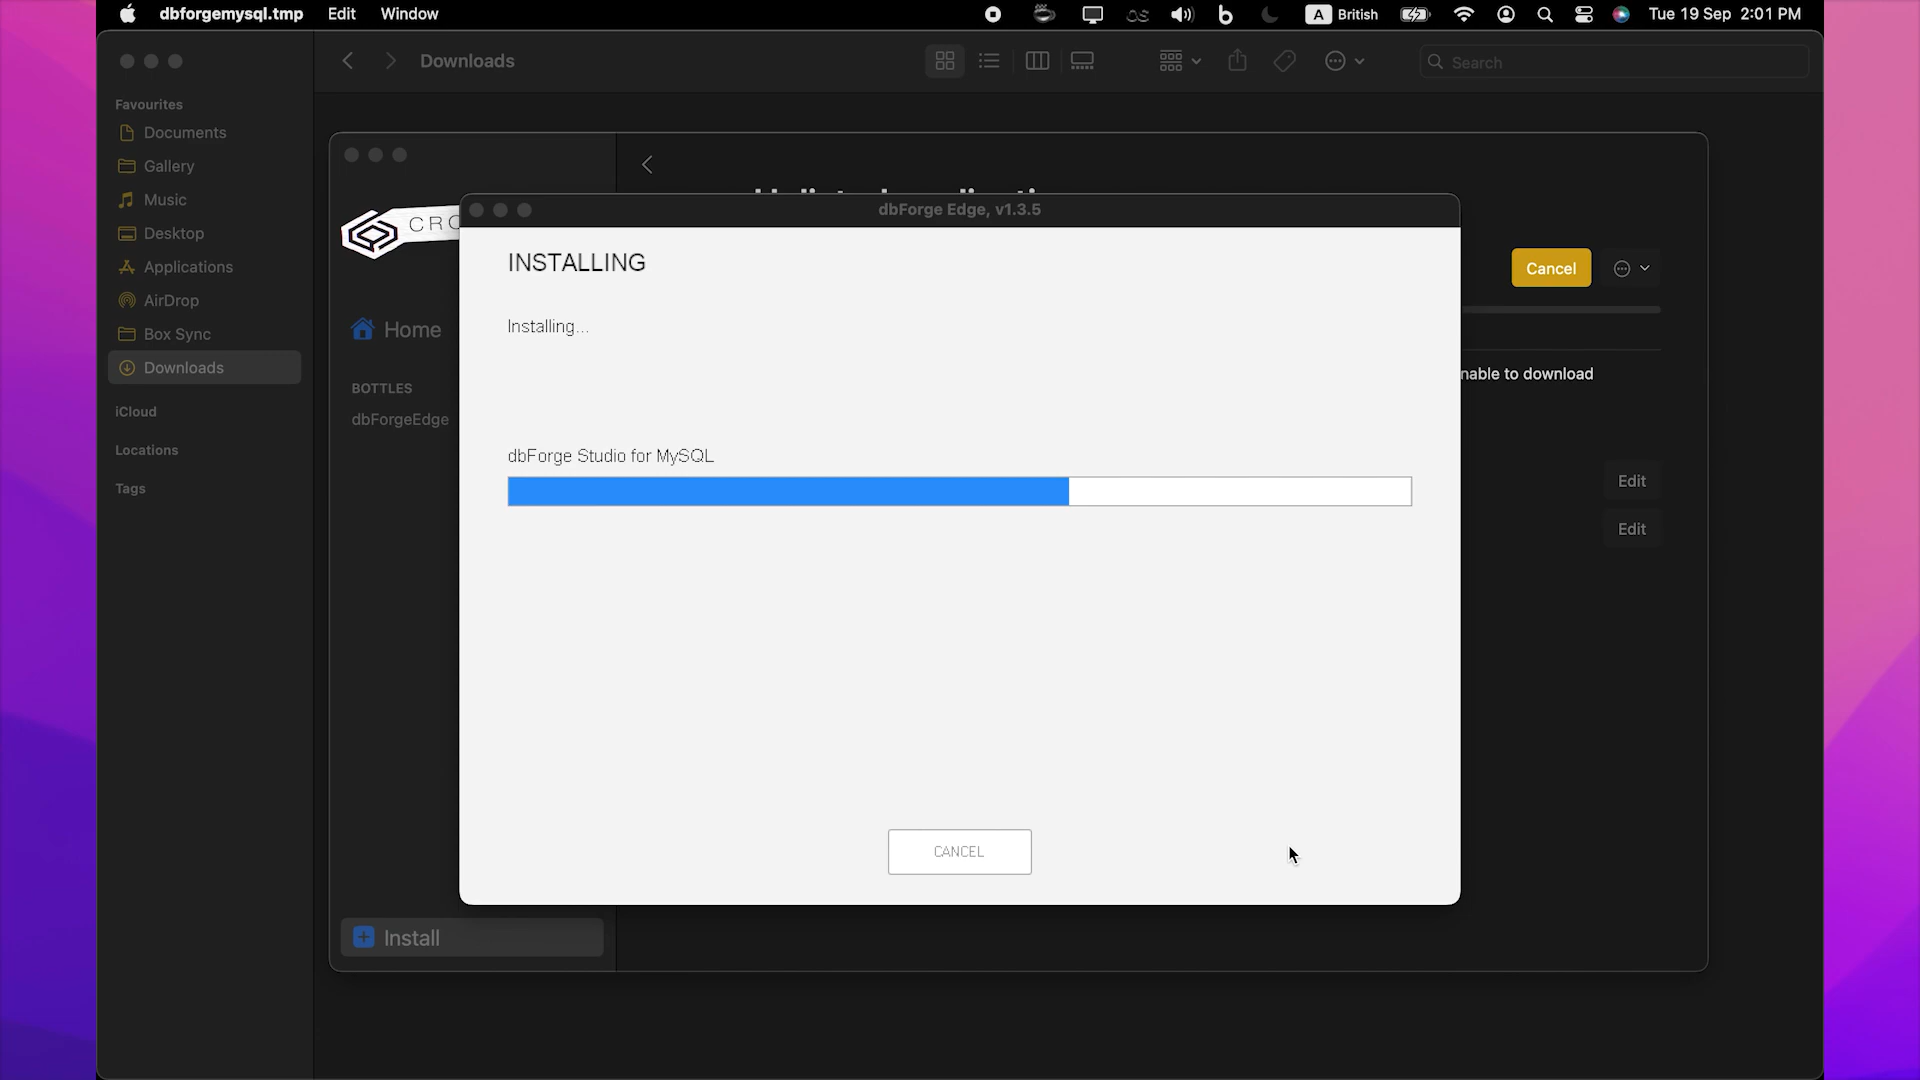 dbforgemysql.tmp Edit Window
A British
Tue 19 Sep 2:01 PM
Downloads
Search
Favourites
Documents
Gallery
Music
Desktop
Applications
AirDrop
Box Sync
Downloads
iCloud
Locations
Tags
CRO
Home
BOTTLES
dbForgeEdge
Install
dbForge Edge, v1.3.5
INSTALLING
Installing...
dbForge Studio for MySQL
CANCEL
Cancel
nable to download
Edit
Edit